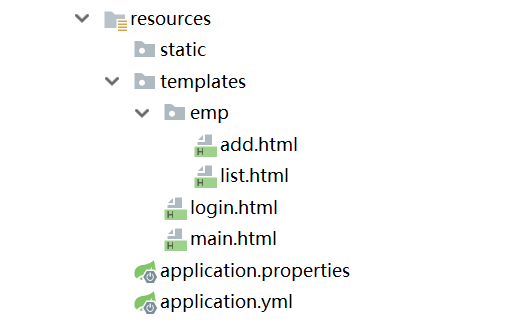 resources
static
templates
emp
add.html
list.html
login.html
main.html
application.properties
application.yml